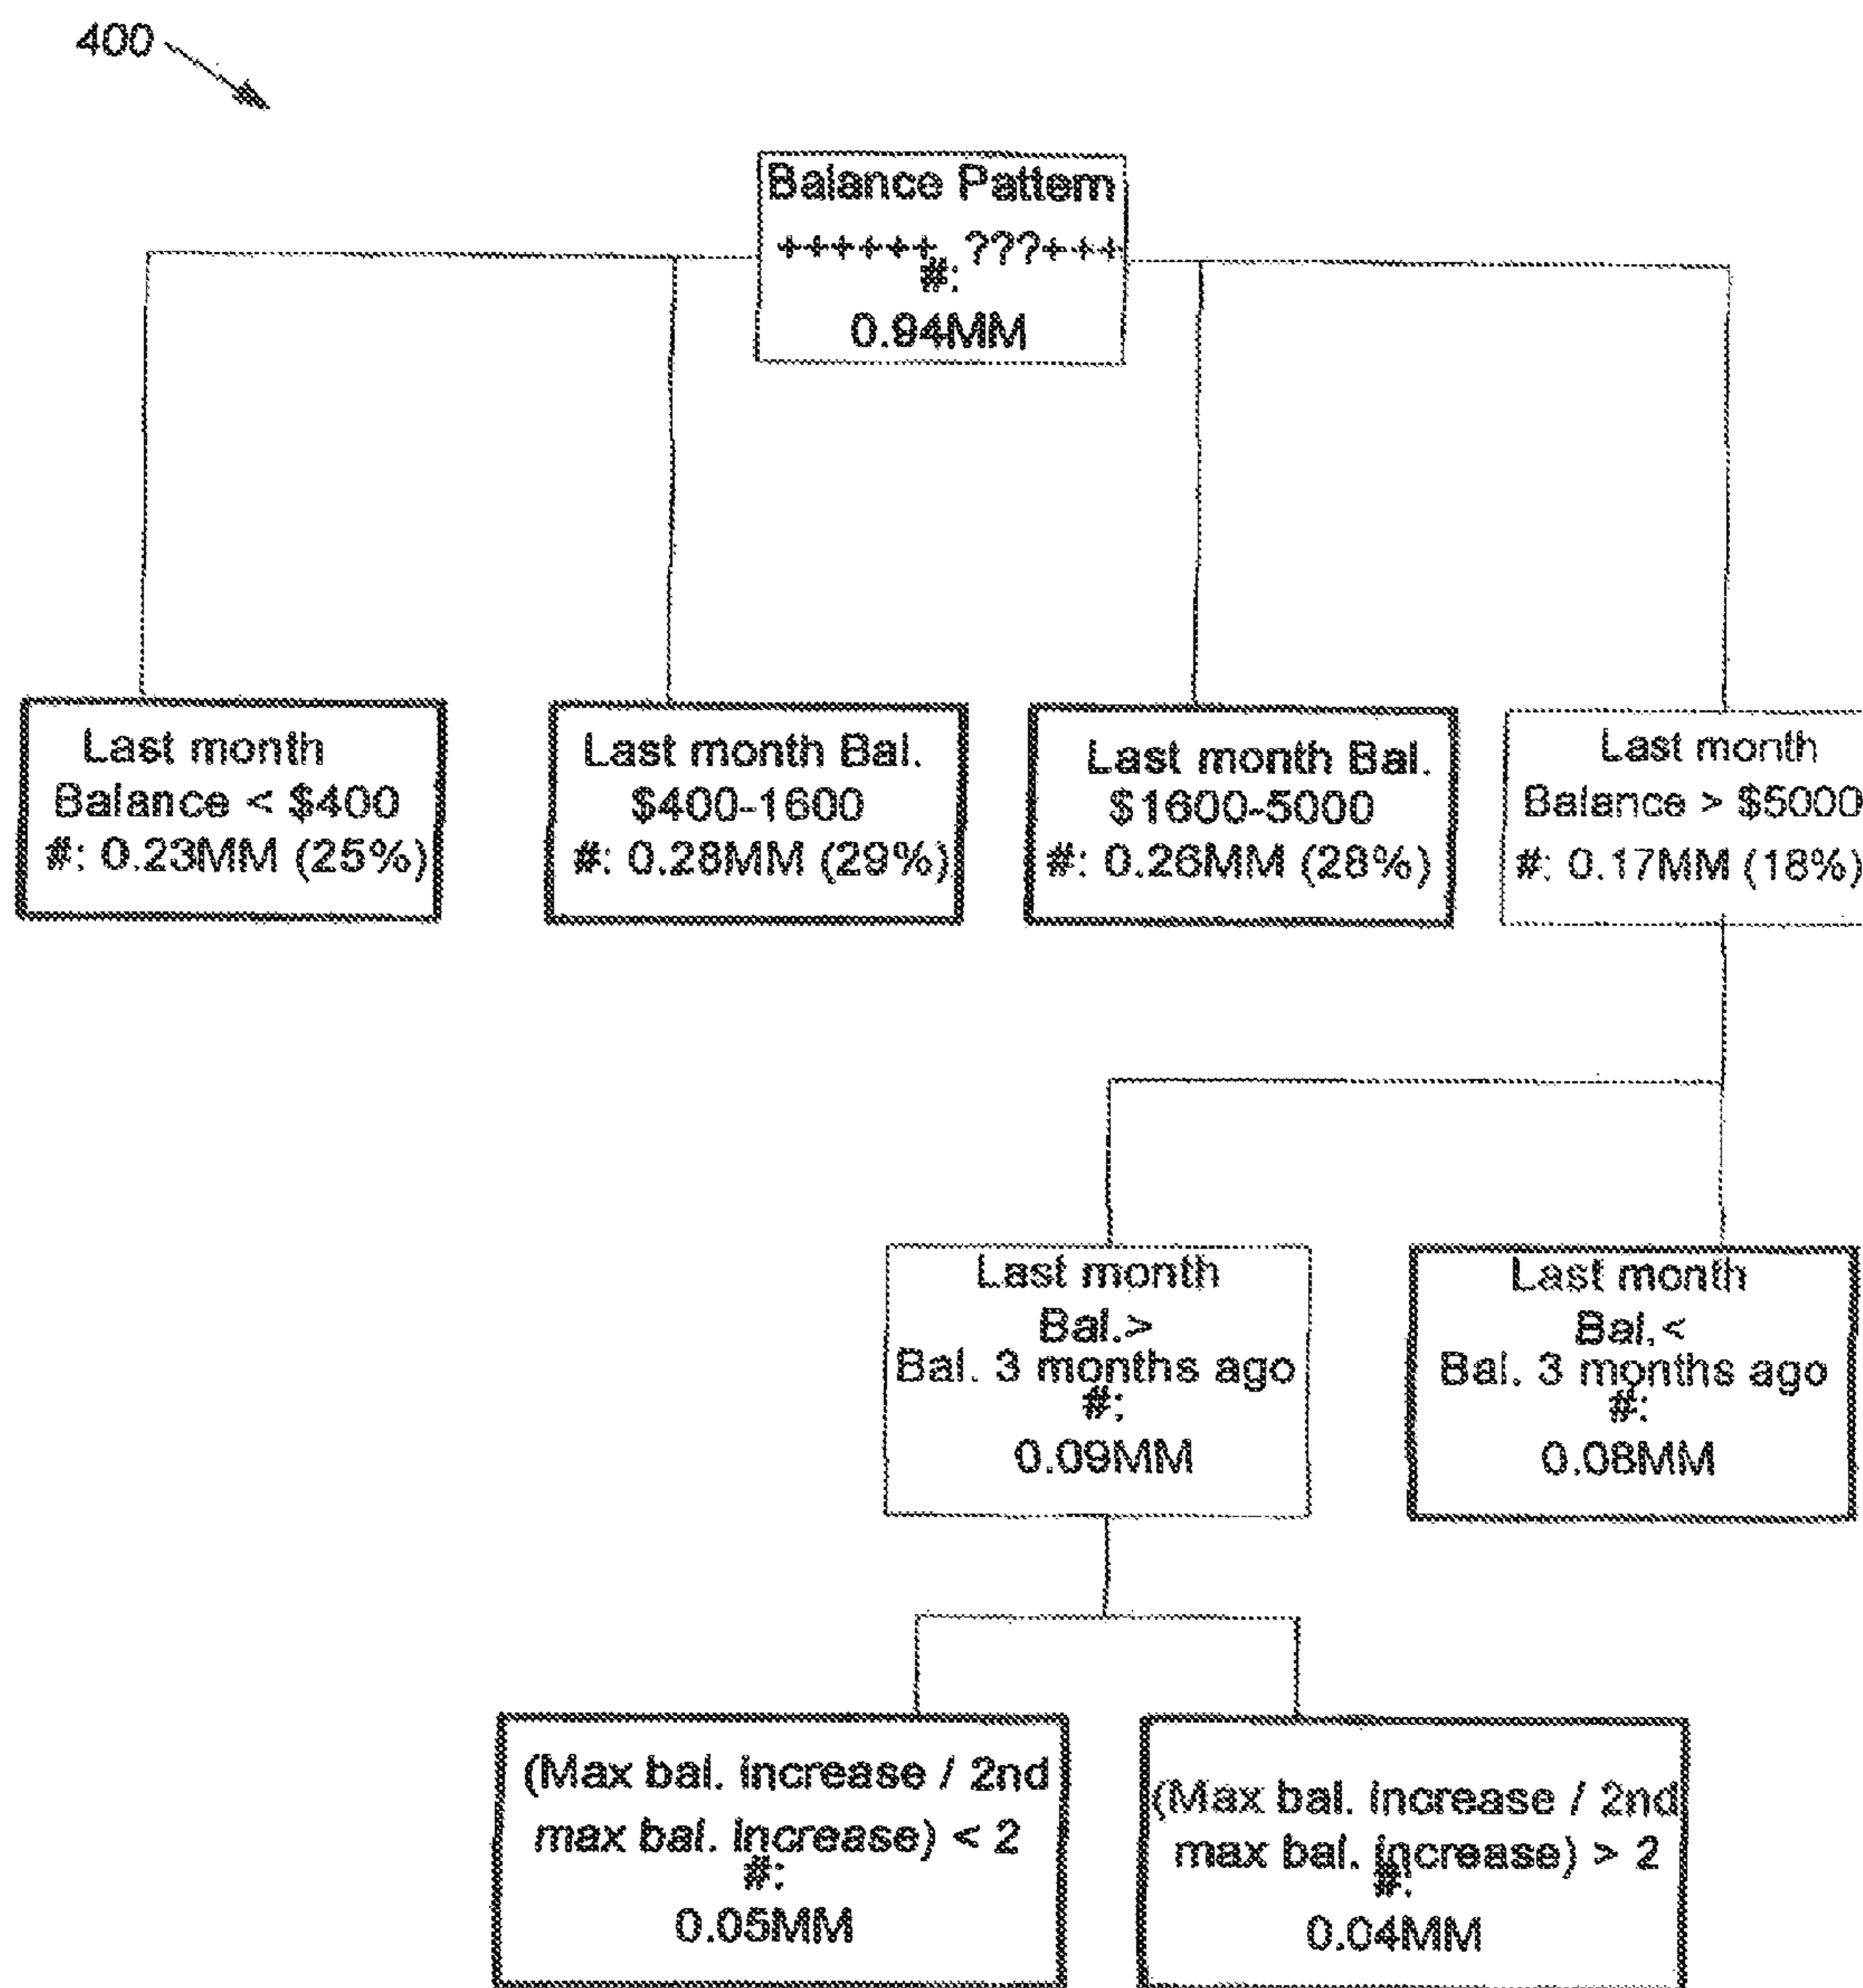 400
Balance Pattern
++++++ ???+++
#:
0.94MM
Last month
Balance < $400
#: 0.23MM (25%)
Last month Bal.
$400-1600
#: 0.28MM (29%)
Last month Bal.
$1600-5000
#: 0.26MM (28%)
Last month
Balance > $5000
#: 0.17MM (18%)
Last month
Bal.>
Bal. 3 months ago
#:
0.09MM
Last month
Bal.<
Bal. 3 months ago
#:
0.08MM
(Max bal. increase / 2nd
max bal. increase) < 2
#:
0.05MM
(Max bal. increase / 2nd
max bal. increase) > 2
#:
0.04MM